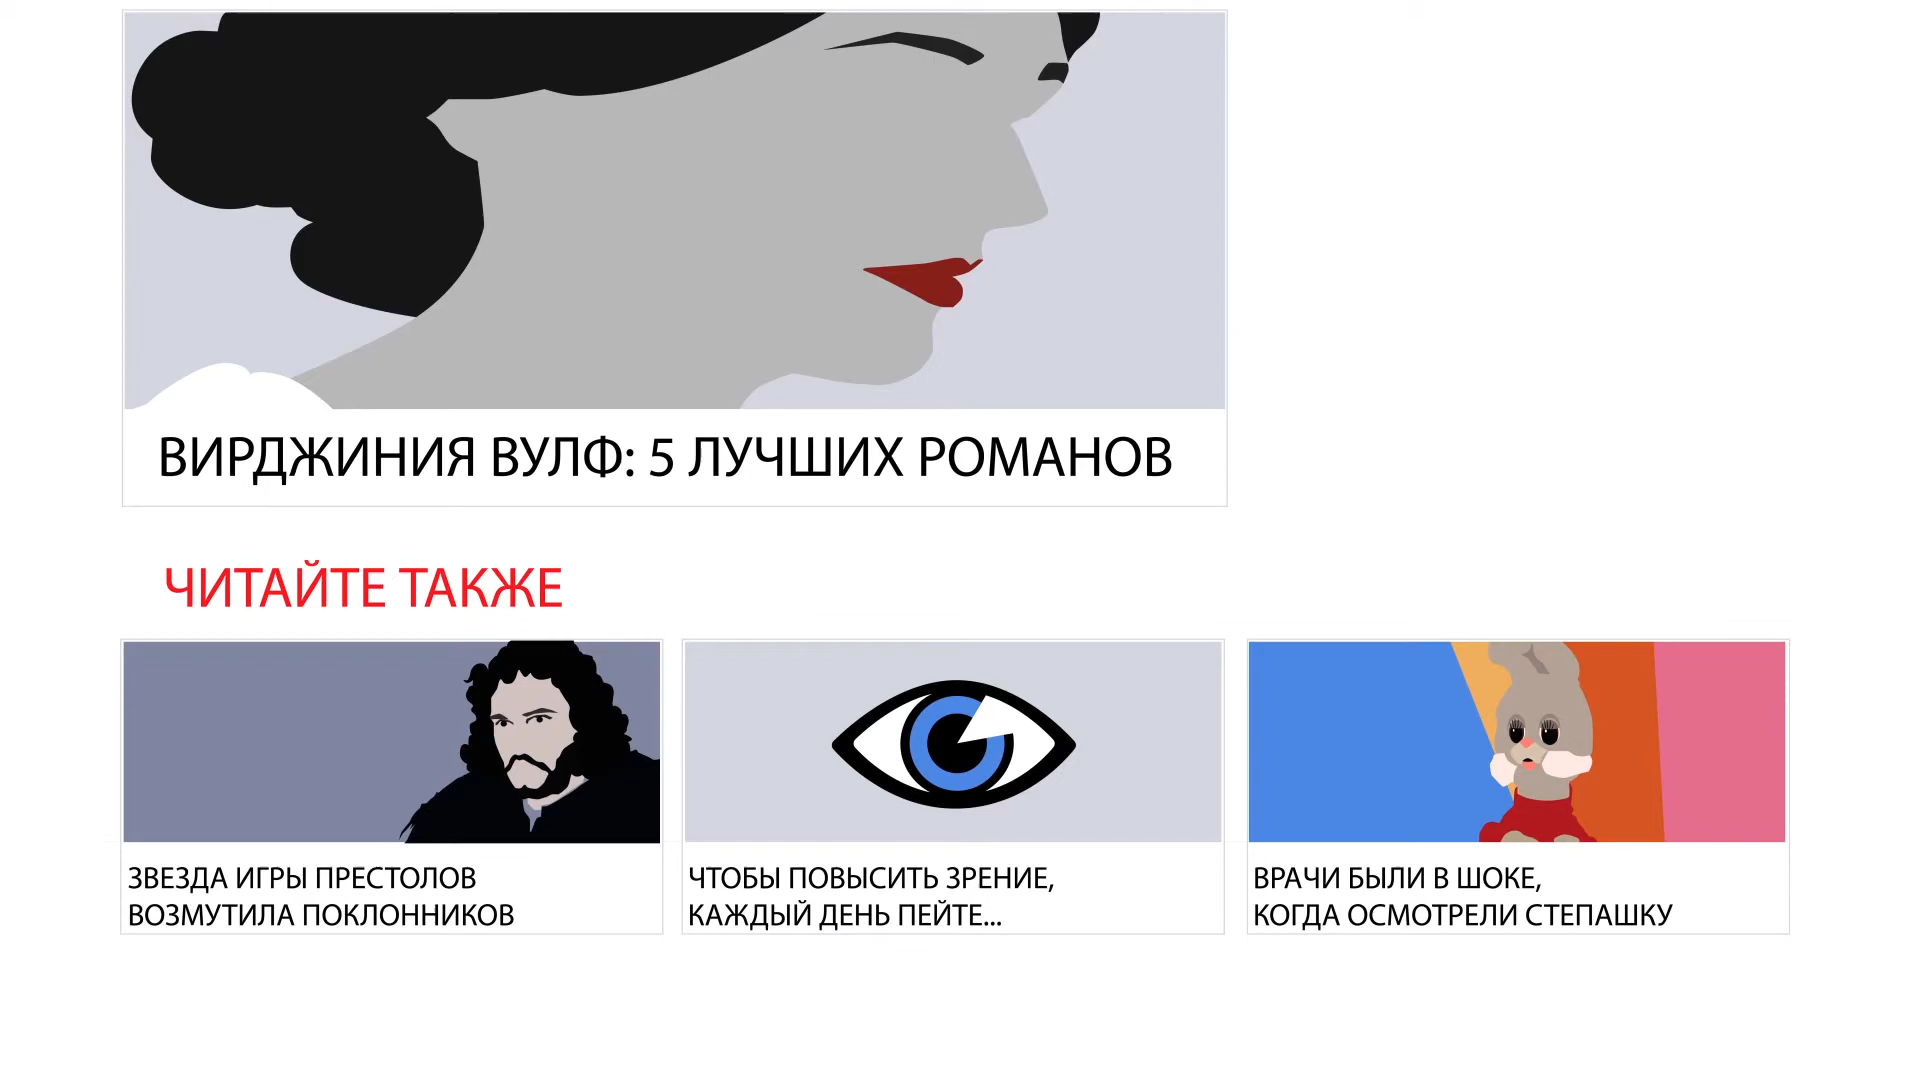 ВИРДЖИНИЯ ВУЛФ: 5 ЛУЧШИХ РОМАНОВ
ЧИТАЙТЕ ТАКЖЕ
ЗВЕЗДА ИГРЫ ПРЕСТОЛОВ
ВОЗМУТИЛА ПОКЛОННИКОВ
ЧТОБЫ ПОВЫСИТЬ ЗРЕНИЕ,
КАЖДЫЙ ДЕНЬ ПЕЙТЕ...
ВРАЧИ БЫЛИ В ШОКЕ,
КОГДА ОСМОТРЕЛИ СТЕПАШКУ